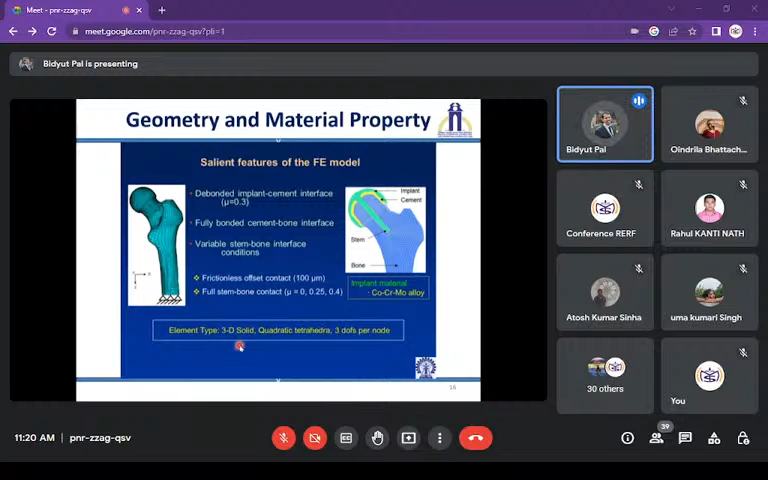 Meet - pnr-zzag-qsv
meet.google.com/pnr-zzag-qsv?pli=1
Bidyut Pal is presenting
Geometry and Material Property
Salient features of the FE model
Debonded implant-cement interface
(μ=0.3)
Fully bonded cement-bone interface
Variable stem-bone interface
conditions
Frictionless offset contact (100 μm)
Full stem-bone contact (μ = 0, 0.25, 0.4)
Implant
Cement
Stem
Bone
Implant material
- Co-Cr-Mo alloy
Element Type: 3-D Solid, Quadratic tetrahedra, 3 dofs per node
16
Bidyut Pal
Oindrila Bhattach...
Conference RERF
Rahul KANTI NATH
Atosh Kumar Sinha
uma kumari Singh
30 others
You
11:20 AM | pnr-zzag-qsv
39